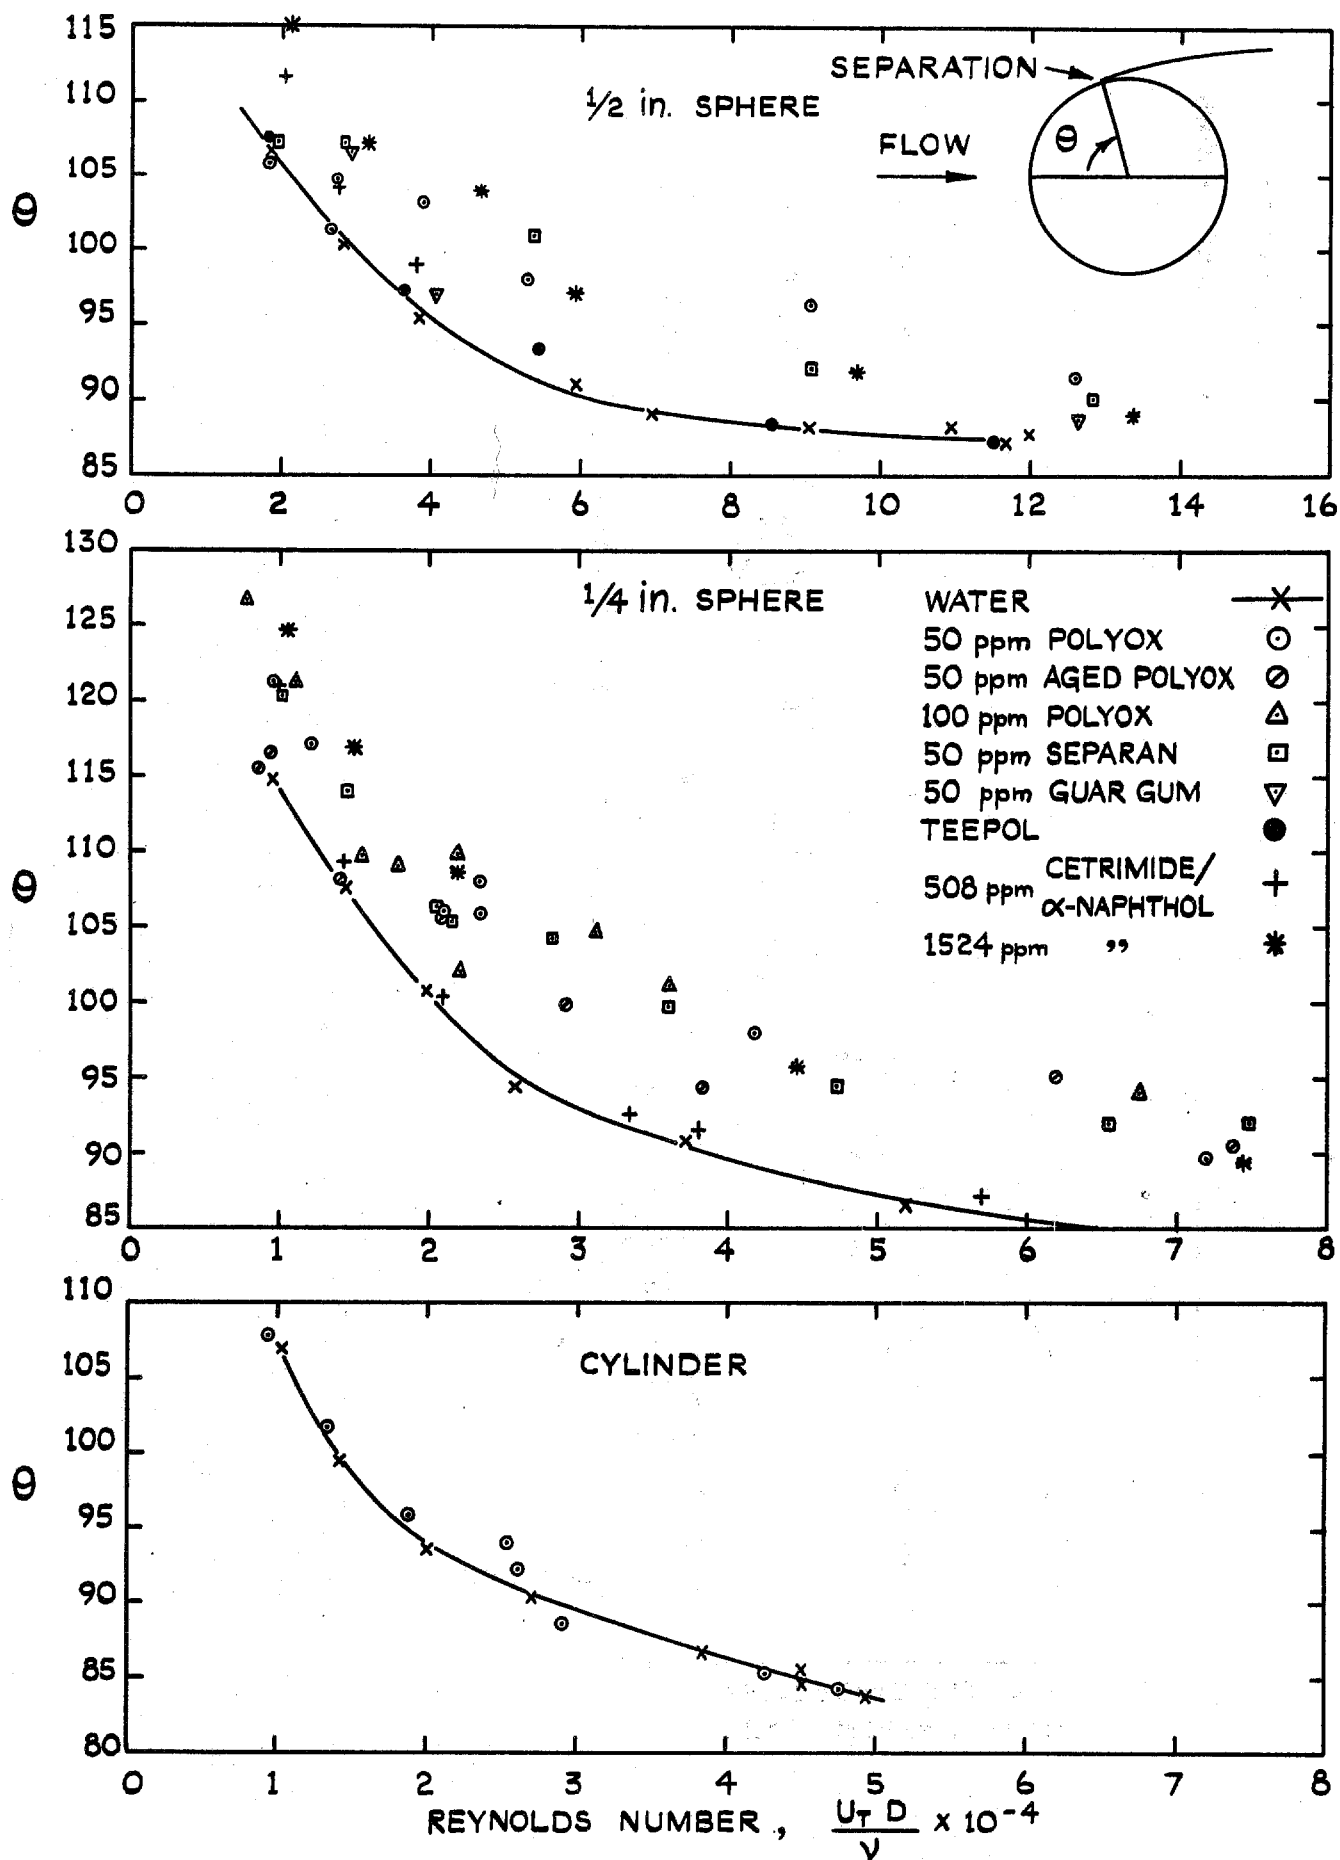 115
110
105
100
95
90
85
θ
1/2 in. SPHERE
SEPARATION
FLOW
θ
0 2 4 6 8 10 12 14 16
130
125
120
115
110
105
100
95
90
85
θ
1/4 in. SPHERE
WATER
50 ppm POLYOX
50 ppm AGED POLYOX
100 ppm POLYOX
50 ppm SEPARAN
50 ppm GUAR GUM
TEEPOL
508 ppm CETRIMIDE/
α-NAPHTHOL
1524 ppm ”
0 1 2 3 4 5 6 7 8
110
105
100
95
90
85
80
θ
CYLINDER
0 1 2 3 4 5 6 7 8
REYNOLDS NUMBER, U_T D / ν × 10⁻⁴